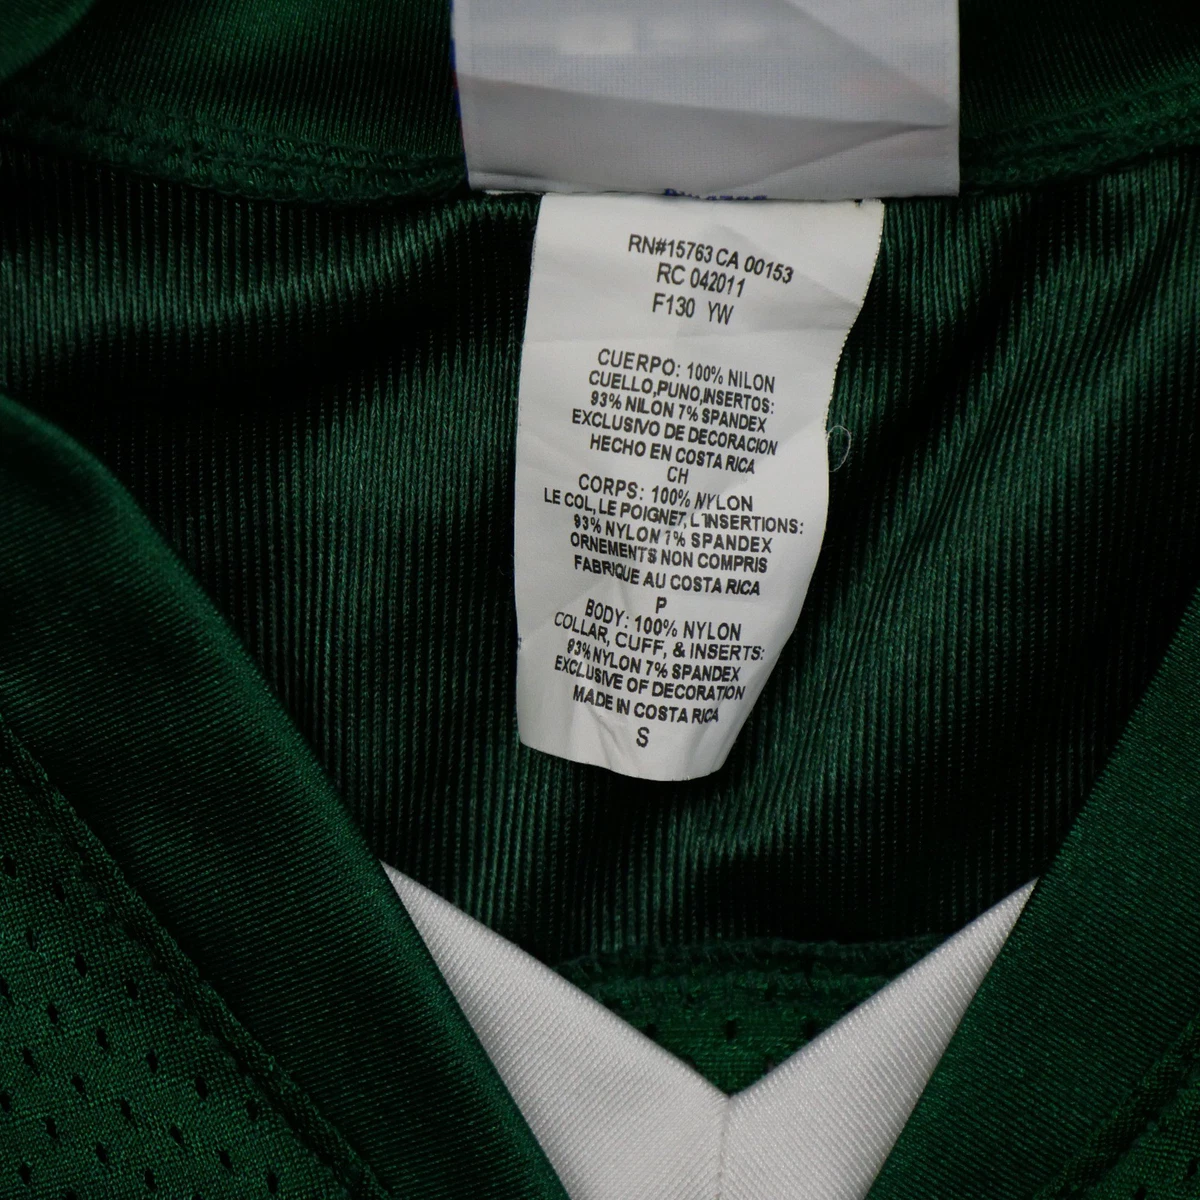 RN#15763 CA 00153
RC 042011
F130 YW
CUERPO: 100% NILON
CUELLO,PUNO,INSERTOS:
93% NILON 7% SPANDEX
EXCLUSIVO DE DECORACION
HECHO EN COSTA RICA
CH
CORPS: 100% NYLON
LE COL, LE POIGNET, L'INSERTIONS:
93% NYLON 7% SPANDEX
ORNEMENTS NON COMPRIS
FABRIQUE AU COSTA RICA
P
BODY: 100% NYLON
COLLAR, CUFF, & INSERTS:
93% NYLON 7% SPANDEX
EXCLUSIVE OF DECORATION
MADE IN COSTA RICA
S